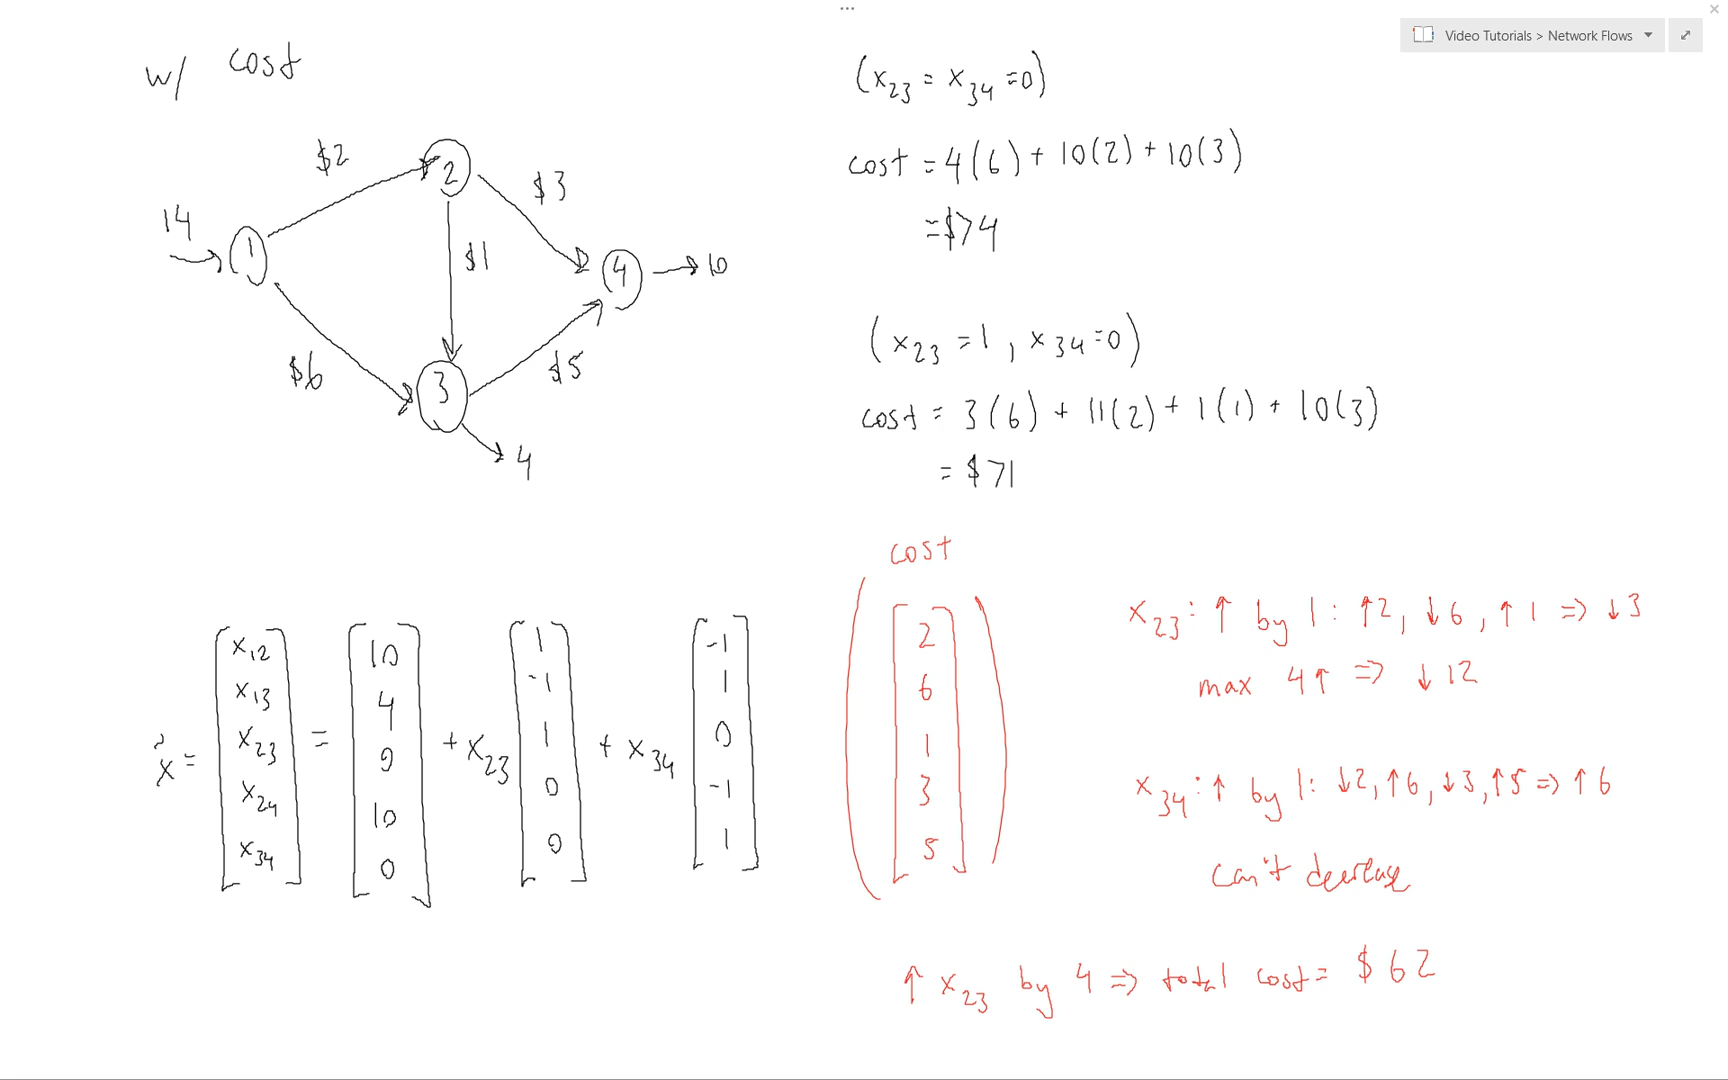 Video Tutorials > Network Flows
w/ cost
$2
$3
14
1
2
$1
4
→ 10
$6
3
$5
4
(x₂₃ = x₃₄ = 0)
cost = 4(6) + 10(2) + 10(3)
= $74
(x₂₃ = 1, x₃₄ = 0)
cost = 3(6) + 11(2) + 1(1) + 10(3)
= $71
x = [x₁₂ x₁₃ x₂₃ x₂₄ x₃₄] = [10 4 0 10 0] + x₂₃ [1 -1 1 0 0] + x₃₄ [-1 1 0 -1 1]
cost
([2 6 1 3 5])
x₂₃: ↑ by 1: ↑2, ↓6, ↑1 => ↓3
max 4↑ => ↓12
x₃₄: ↑ by 1: ↓2, ↑6, ↓3, ↑5 => ↑6
can't decrease
↑ x₂₃ by 4 => total cost = $62